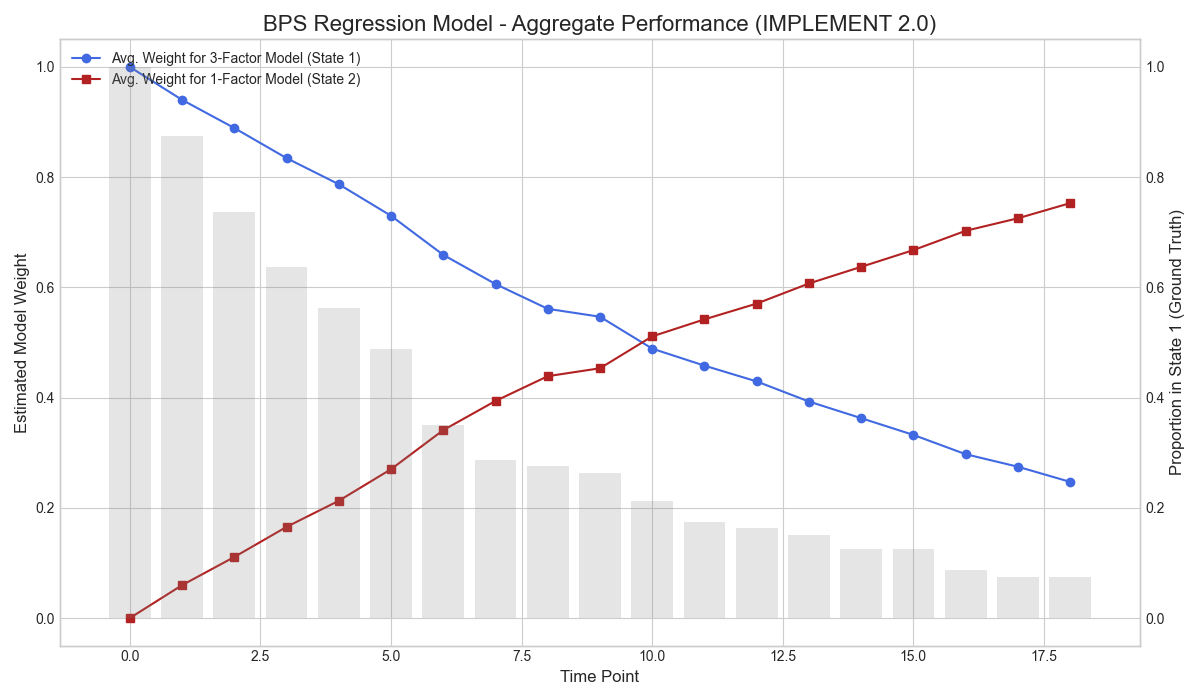 BPS Regression Model - Aggregate Performance (IMPLEMENT 2.0)
Avg. Weight for 3-Factor Model (State 1)
Avg. Weight for 1-Factor Model (State 2)
Estimated Model Weight
1.0
0.8
0.6
0.4
0.2
0.0
1.0
0.8
0.6
0.4
0.2
0.0
Proportion in State 1 (Ground Truth)
0.0 2.5 5.0 7.5 10.0 12.5 15.0 17.5
Time Point